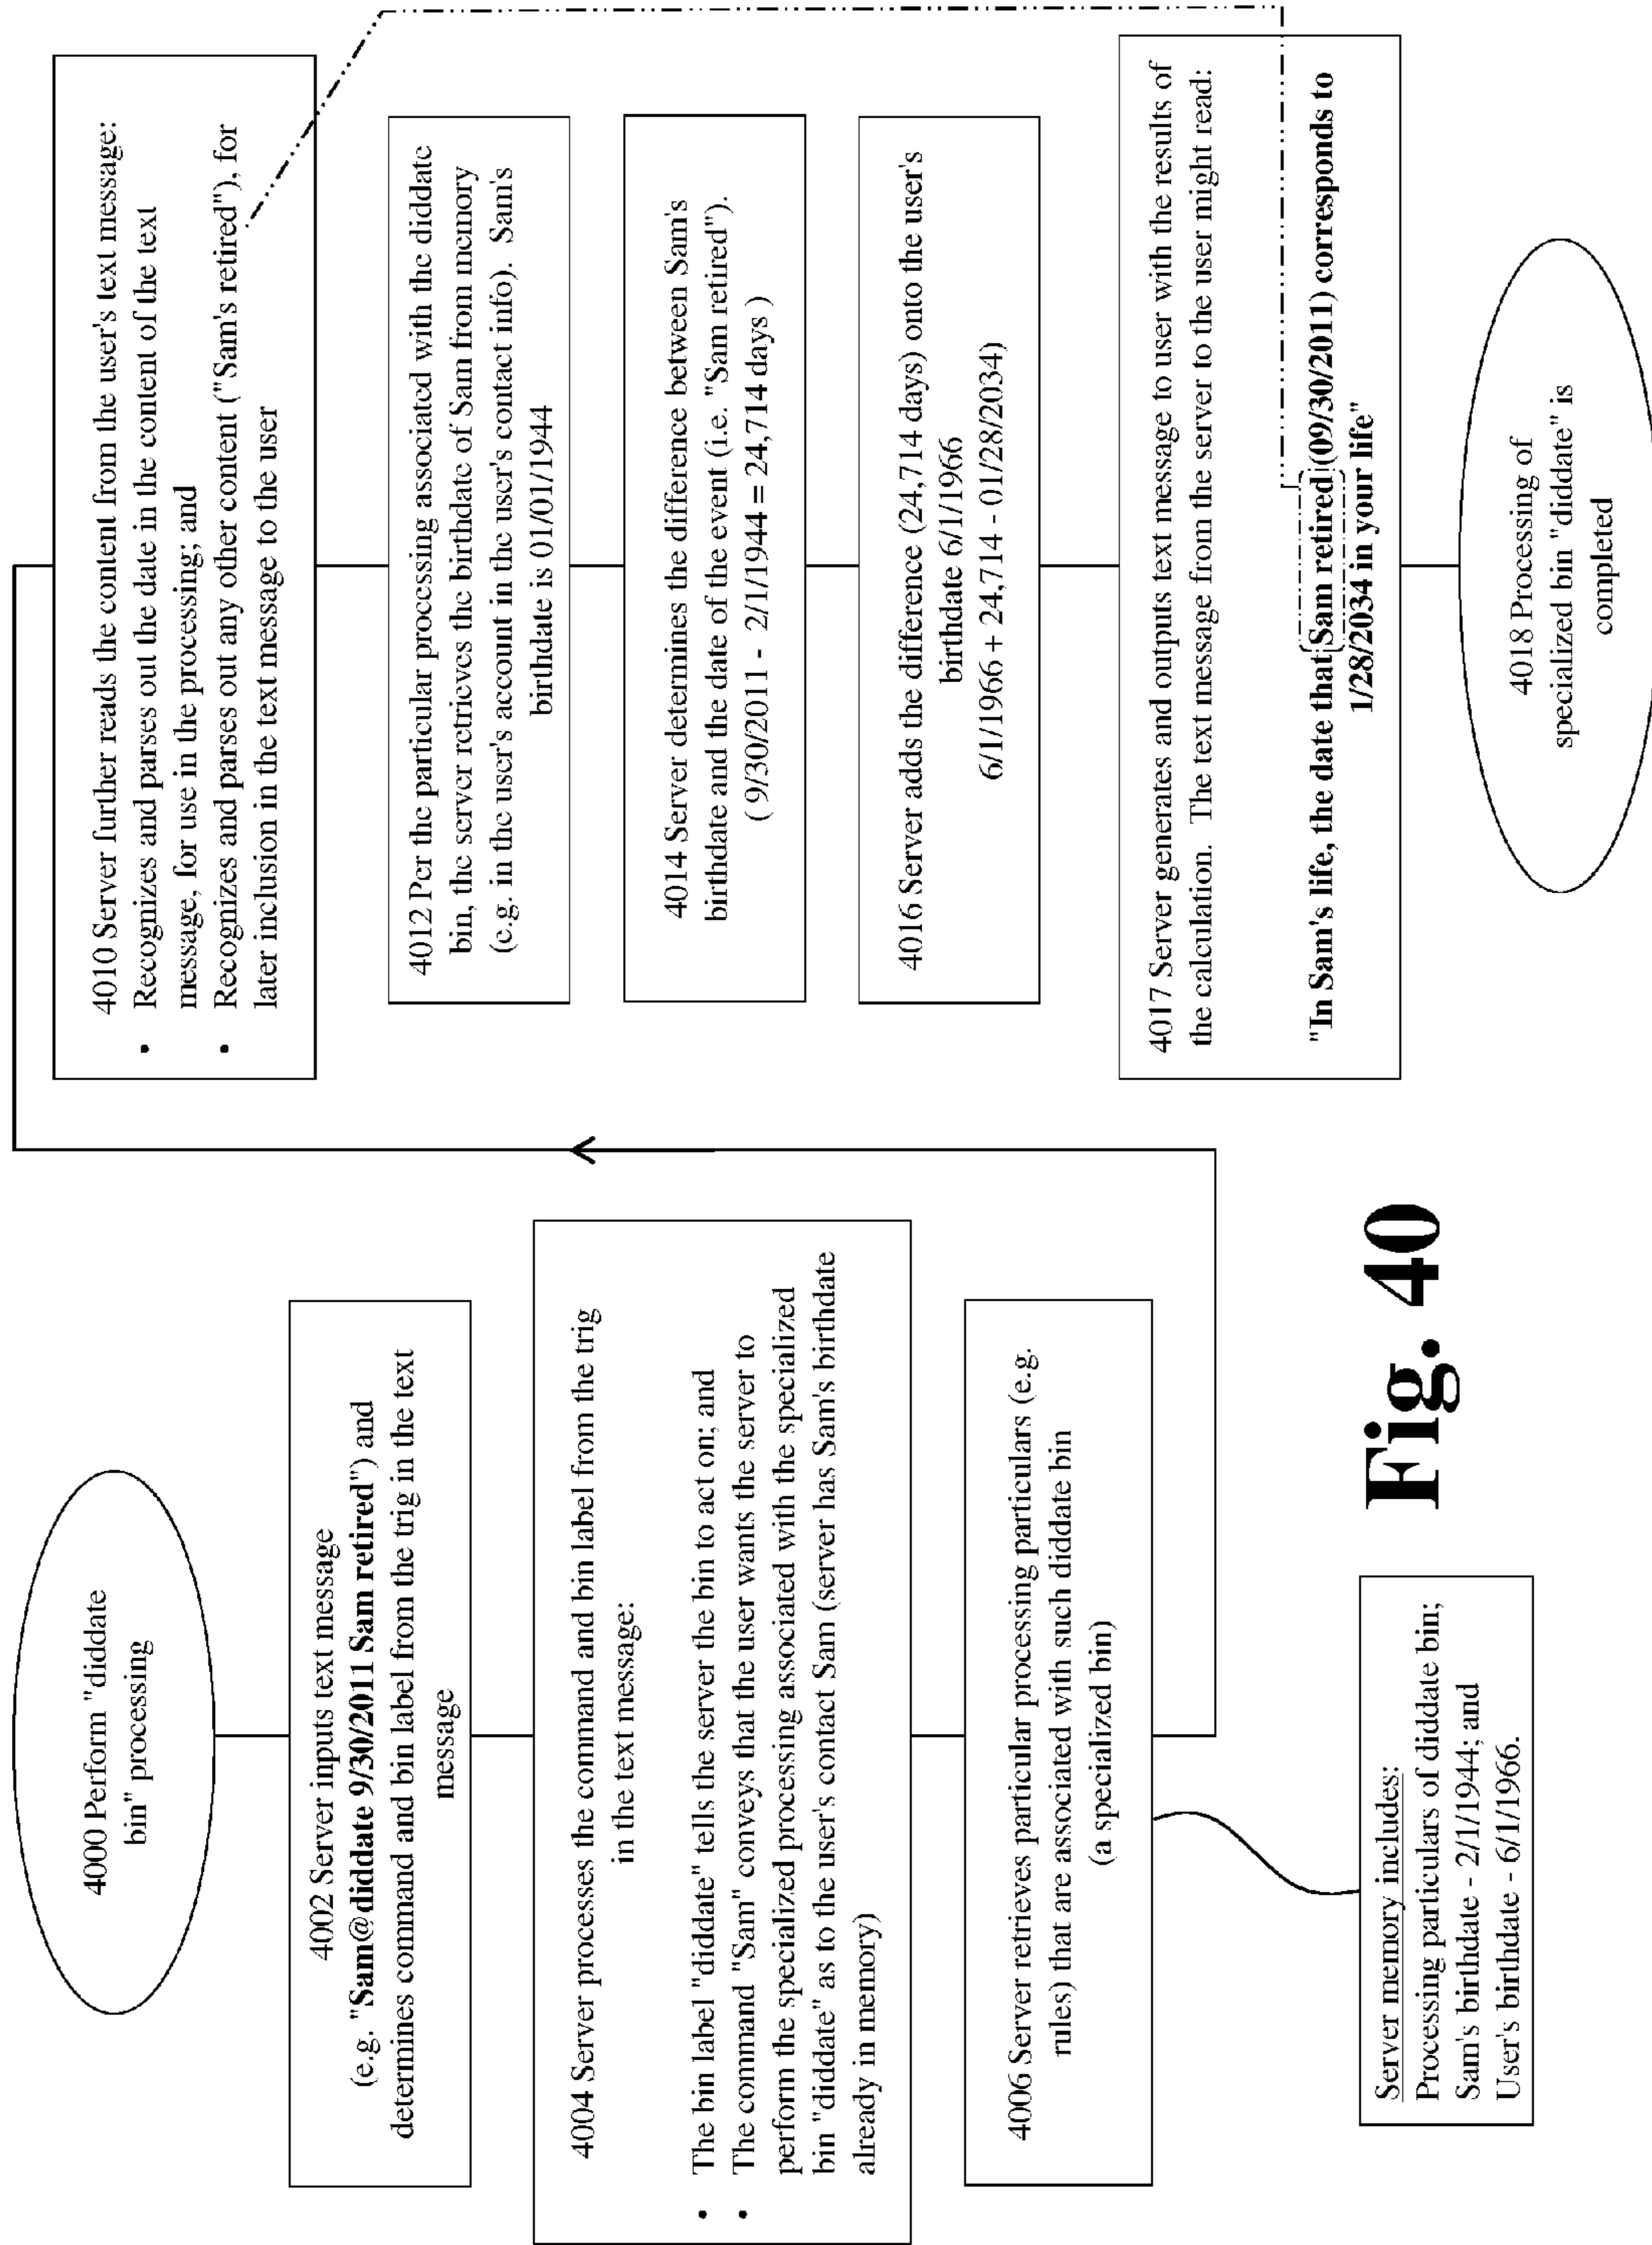 4000 Perform "diddate
bin" processing
4002 Server inputs text message
(e.g. "Sam@diddate 9/30/2011 Sam retired") and
determines command and bin label from the trig in the text
message
4004 Server processes the command and bin label from the trig
in the text message:
• The bin label "diddate" tells the server the bin to act on; and
• The command "Sam" conveys that the user wants the server to
perform the specialized processing associated with the specialized
bin "diddate" as to the user's contact Sam (server has Sam's birthdate
already in memory)
4006 Server retrieves particular processing particulars (e.g.
rules) that are associated with such diddate bin
(a specialized bin)
Server memory includes:
Processing particulars of diddate bin;
Sam's birthdate - 2/1/1944; and
User's birthdate - 6/1/1966.
Fig. 40
4010 Server further reads the content from the user's text message:
• Recognizes and parses out the date in the content of the text
message, for use in the processing; and
• Recognizes and parses out any other content ("Sam's retired"), for
later inclusion in the text message to the user
4012 Per the particular processing associated with the diddate
bin, the server retrieves the birthdate of Sam from memory
(e.g. in the user's account in the user's contact info).  Sam's
birthdate is 01/01/1944
4014 Server determines the difference between Sam's
birthdate and the date of the event (i.e. "Sam retired").
( 9/30/2011 -  2/1/1944 = 24,714 days )
4016 Server adds the difference (24,714 days) onto the user's
birthdate 6/1/1966
6/1/1966 + 24,714 - 01/28/2034)
4017 Server generates and outputs text message to user with the results of
the calculation.  The text message from the server to the user might read:
"In Sam's life, the date that Sam retired (09/30/2011) corresponds to
1/28/2034 in your life"
4018 Processing of
specialized bin "diddate" is
completed